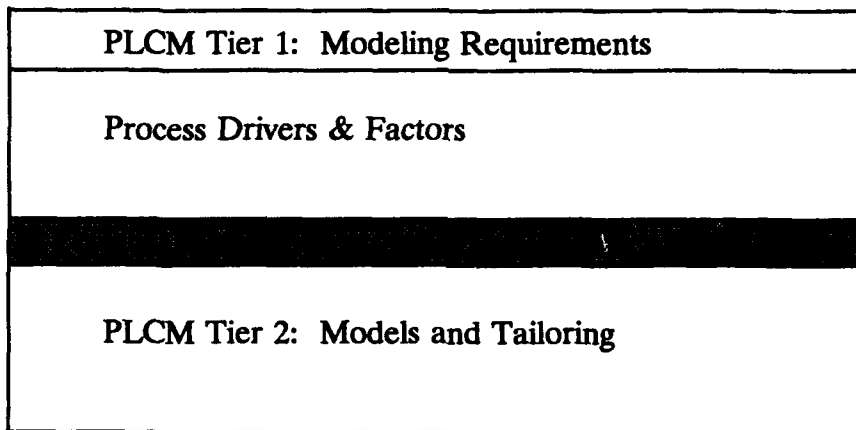 PLCM Tier 1: Modeling Requirements
Process Drivers & Factors
PLCM Tier 2: Models and Tailoring